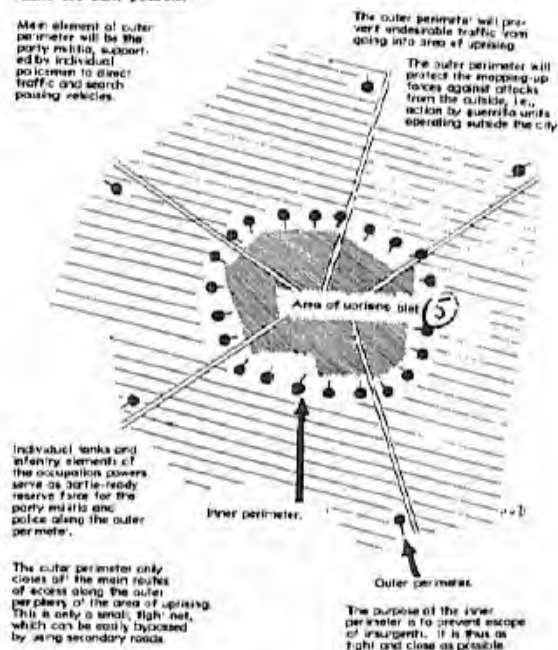 Main element of outer
perimeter will be the
party militia, support-
ed by individual
policemen to direct
traffic and search
passing vehicles.
The outer perimeter will pre-
vent undesirable traffic from
going into area of uprising.
The outer perimeter will
protect the mopping-up
forces against attacks
from the outside, i.e.,
action by guerrilla units
operating outside the city
Area of uprising
5
Individual tanks and
infantry elements of
the occupation powers
serve as battle-ready
reserve force for the
party militia and
police along the outer
perimeter.
Inner perimeter.
The outer perimeter only
closes off the main routes
of access along the outer
periphery of the area of uprising.
This is only a small, tight net,
which can be easily bypassed
by using secondary roads.
Outer perimeter.
The purpose of the inner
perimeter is to prevent escape
of insurgents. It is thus as
tight and close as possible